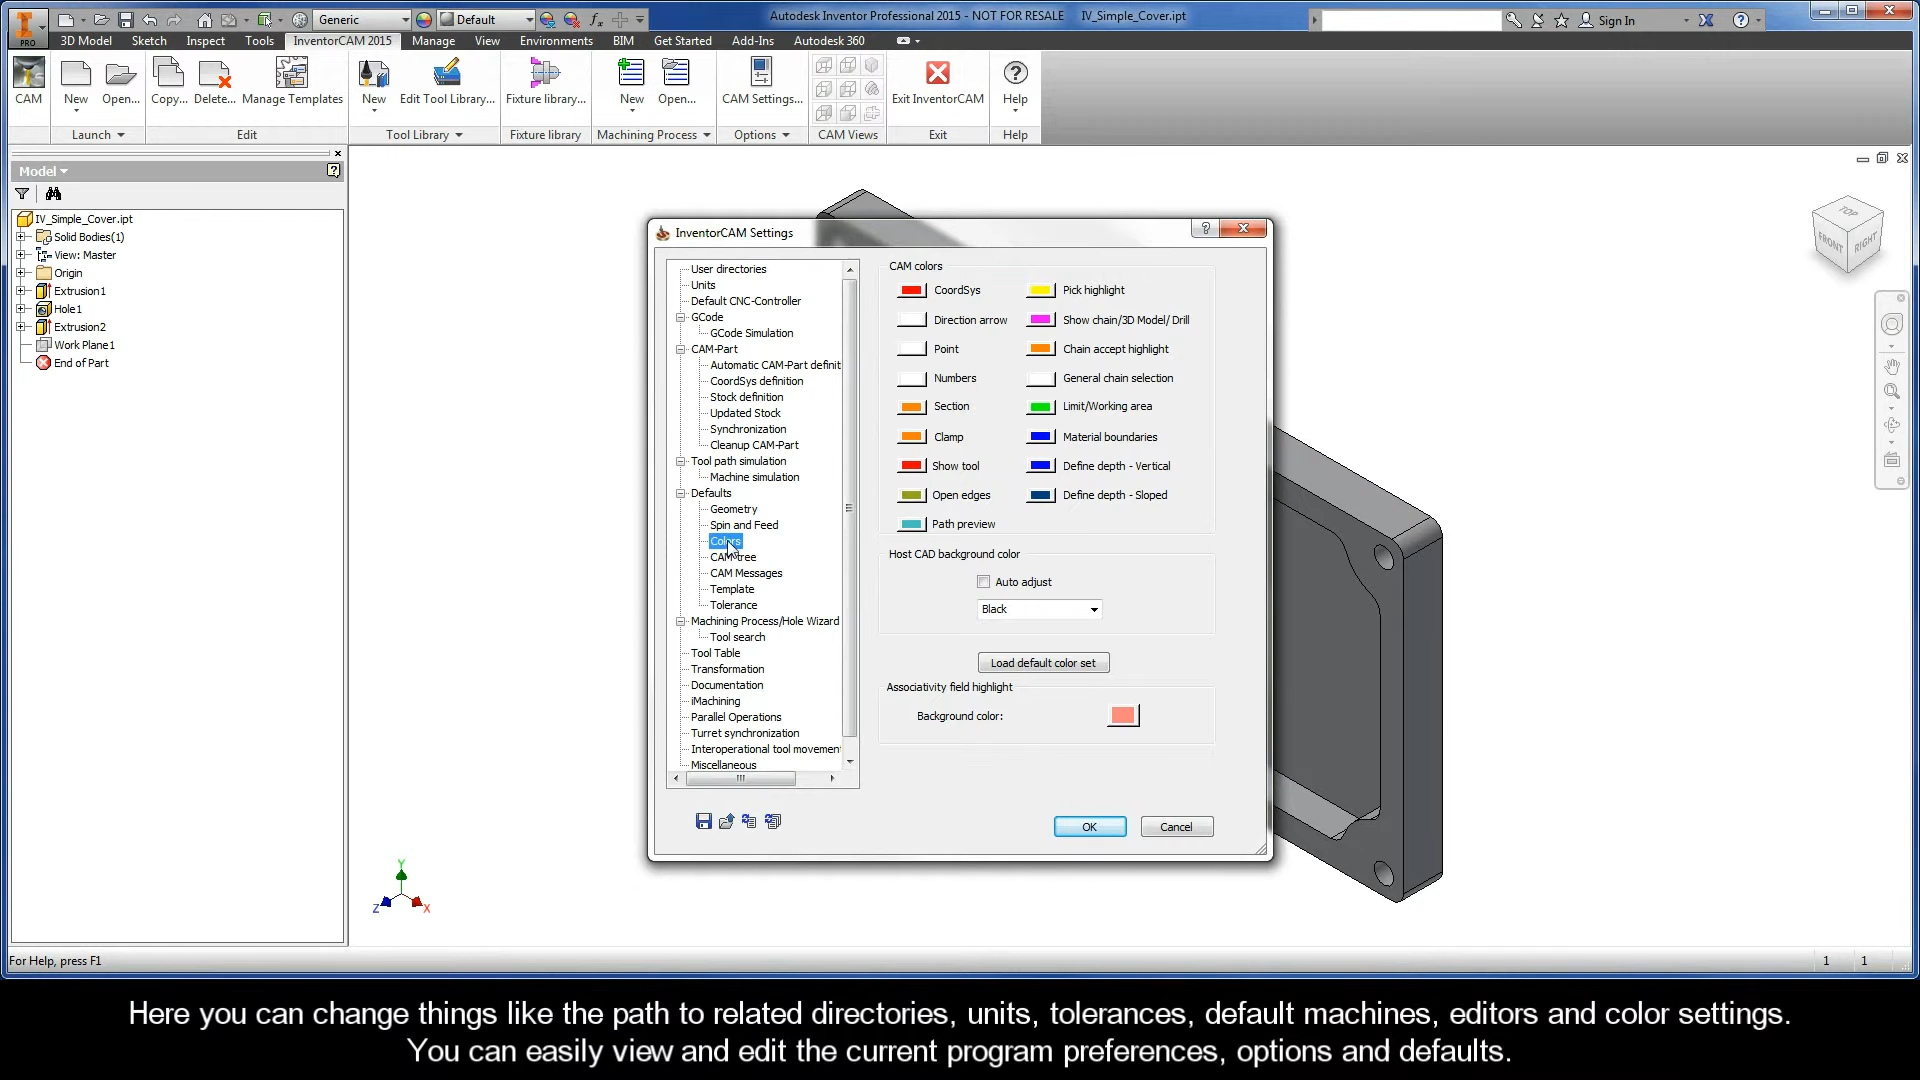 Generic
Default
Autodesk Inventor Professional 2015 - NOT FOR RESALE IV_Simple_Cover.ipt
Sign In
PRO
3D Model Sketch Inspect Tools InventorCAM 2015 Manage View Environments BIM Get Started Add-Ins Autodesk 360
CAM New Open... Copy... Delete... Manage Templates New Edit Tool Library... Fixture library... New Open... CAM Settings... Exit InventorCAM Help
Launch Edit Tool Library Fixture library Machining Process Options CAM Views Exit Help
Model
IV_Simple_Cover.ipt
Solid Bodies(1)
View: Master
Origin
Extrusion1
Hole1
Extrusion2
Work Plane1
End of Part
TOP
FRONT
RIGHT
InventorCAM Settings
User directories
Units
Default CNC-Controller
GCode
GCode Simulation
CAM-Part
Automatic CAM-Part definit
CoordSys definition
Stock definition
Updated Stock
Synchronization
Cleanup CAM-Part
Tool path simulation
Machine simulation
Defaults
Geometry
Spin and Feed
Colors
CAM tree
CAM Messages
Template
Tolerance
Machining Process/Hole Wizard
Tool search
Tool Table
Transformation
Documentation
iMachining
Parallel Operations
Turret synchronization
Interoperational tool movement
Miscellaneous
CAM colors
CoordSys Pick highlight
Direction arrow Show chain/3D Model/ Drill
Point Chain accept highlight
Numbers General chain selection
Section Limit/Working area
Clamp Material boundaries
Show tool Define depth - Vertical
Open edges Define depth - Sloped
Path preview
Host CAD background color
Auto adjust
Black
Load default color set
Associativity field highlight
Background color:
OK Cancel
Y
Z X
For Help, press F1
1 1
Here you can change things like the path to related directories, units, tolerances, default machines, editors and color settings.
You can easily view and edit the current program preferences, options and defaults.